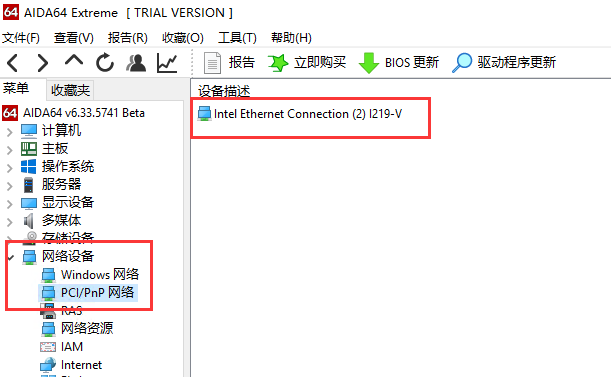 64 AIDA64 Extreme [ TRIAL VERSION ]
文件(F) 查看(V) 报告(R) 收藏(O) 工具(T) 帮助(H)
报告 立即购买 BIOS 更新 驱动程序更新
菜单 收藏夹
设备描述
64 AIDA64 v6.33.5741 Beta
Intel Ethernet Connection (2) I219-V
计算机
主板
操作系统
服务器
显示设备
多媒体
存储设备
网络设备
Windows 网络
PCI/PnP 网络
RAS
网络资源
IAM
Internet